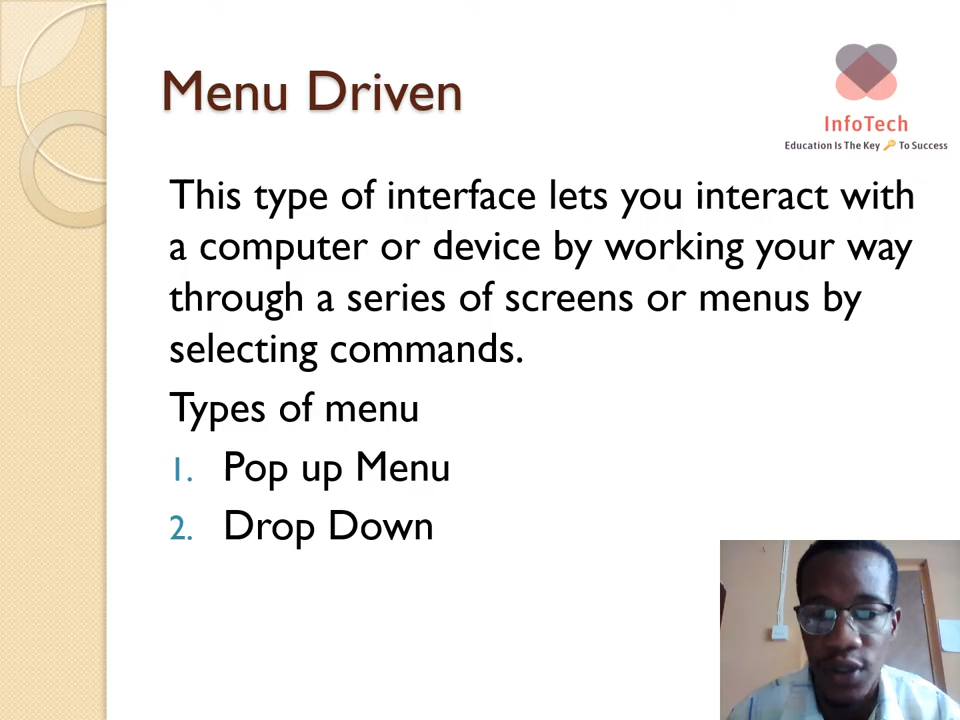 Menu Driven
InfoTech
Education Is The Key 🔑 To Success
This type of interface lets you interact with
a computer or device by working your way
through a series of screens or menus by
selecting commands.
Types of menu
1. Pop up Menu
2. Drop Down